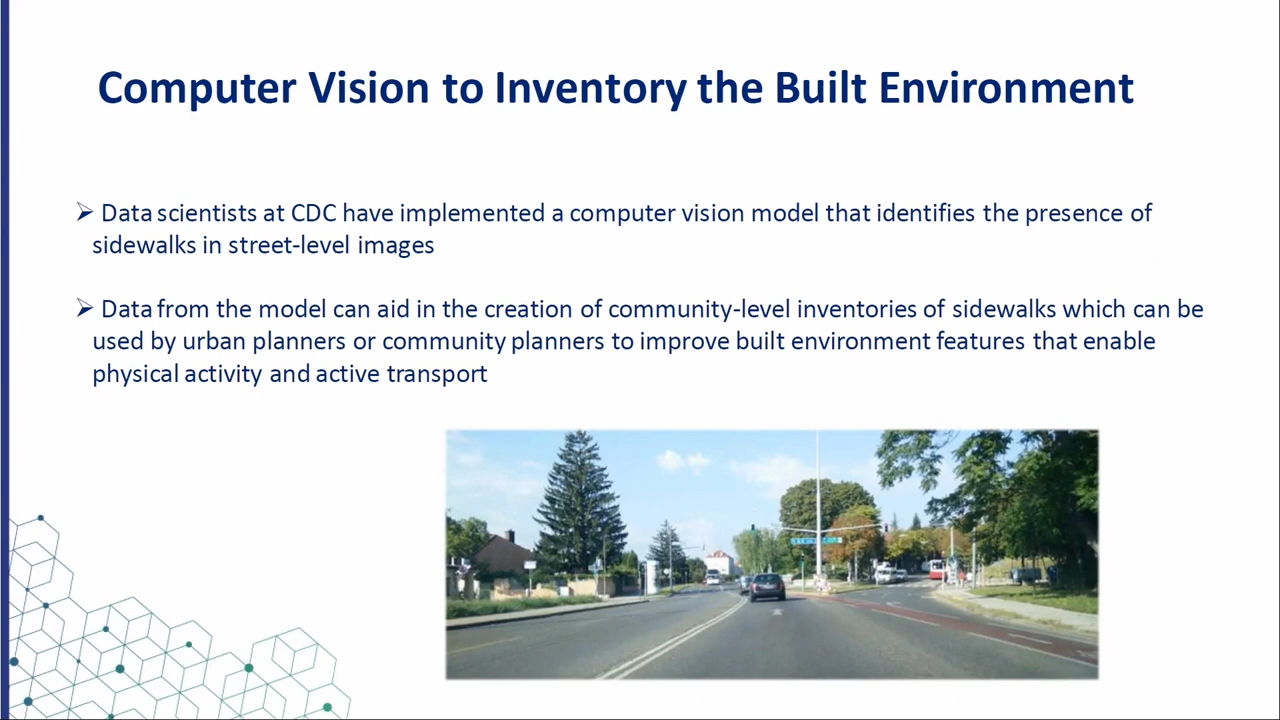 Computer Vision to Inventory the Built Environment
Data scientists at CDC have implemented a computer vision model that identifies the presence of
sidewalks in street-level images
Data from the model can aid in the creation of community-level inventories of sidewalks which can be
used by urban planners or community planners to improve built environment features that enable
physical activity and active transport